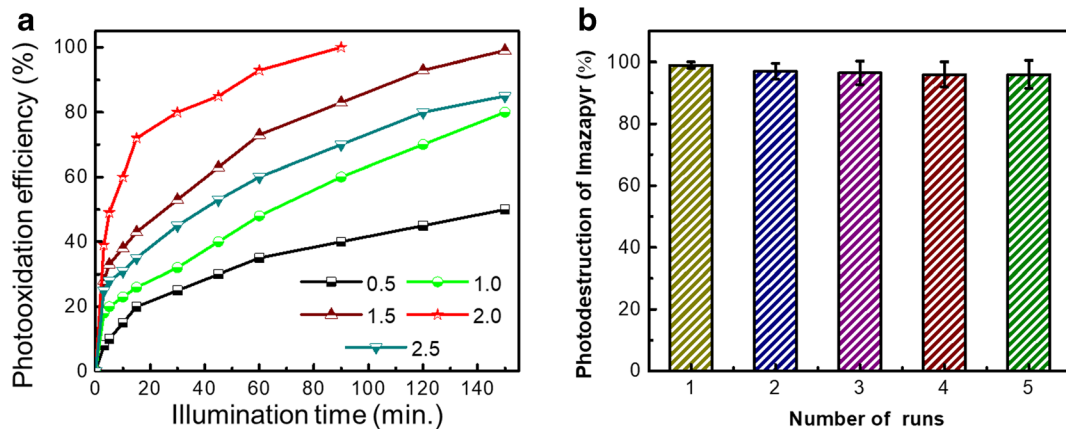 a
Photooxidation efficiency (%)
100
80
60
40
20
0
0 20 40 60 80 100 120 140
Illumination time (min.)
0.5 1.0
1.5 2.0
2.5
b
Photodestruction of Imazapyr (%)
100
80
60
40
20
0
1 2 3 4 5
Number of runs